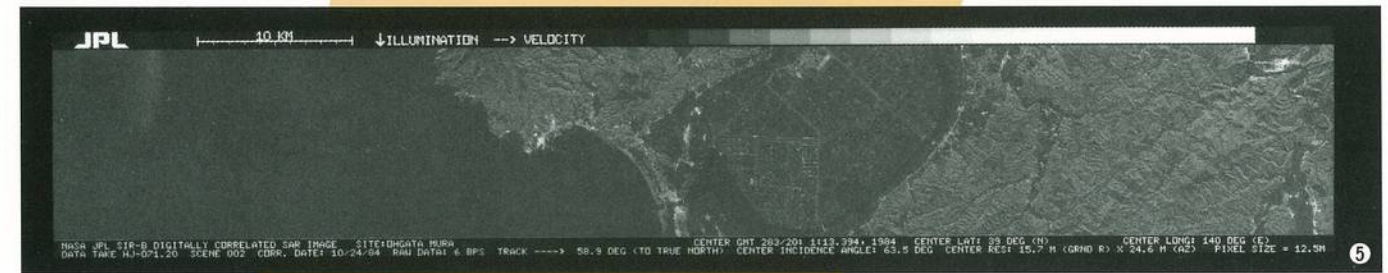 JPL 10 KM ↓ILLUMINATION --> VELOCITY
NASA JPL SIR-B DIGITALLY CORRELATED SAR IMAGE SITE:OHGATA MURA CENTER GMT 283/20: 1:13.394, 1984 CENTER LAT: 39 DEG (N) CENTER LONG: 140 DEG (E)
DATA TAKE HJ-071.20 SCENE 002 CORR. DATE: 10/24/84 RAW DATA: 6 BPS TRACK ----> 58.9 DEG (TO TRUE NORTH) CENTER INCIDENCE ANGLE: 63.5 DEG CENTER RES: 15.7 M (GRND R) X 24.6 M (AZ) PIXEL SIZE = 12.5M
5